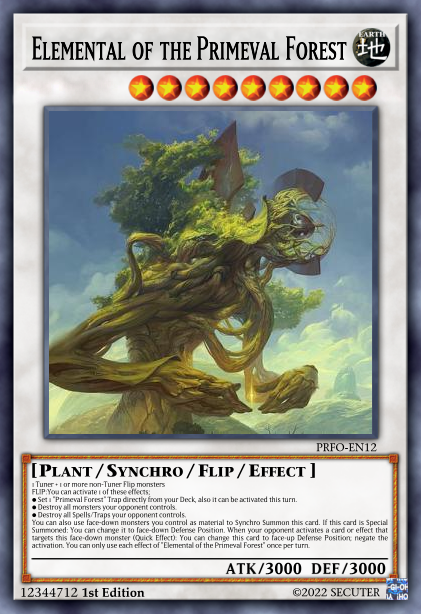 ELEMENTAL OF THE PRIMEVAL FOREST
EARTH
地
PRFO-EN12
[PLANT / SYNCHRO / FLIP / EFFECT ]
1 Tuner + 1 or more non-Tuner Flip monsters
FLIP:You can activate 1 of these effects;
● Set 1 "Primeval Forest" Trap directly from your Deck, also it can be activated this turn.
● Destroy all monsters your opponent controls.
● Destroy all Spells/Traps your opponent controls.
You can also use face-down monsters you control as material to Synchro Summon this card. If this card is Special
Summoned: You can change it to face-down Defense Position. When your opponent activates a card or effect that
targets this face-down monster (Quick Effect): You can change this card to face-up Defense Position; negate the
activation. You can only use each effect of "Elemental of the Primeval Forest" once per turn.
ATK/3000 DEF/3000
12344712 1st Edition
©2022 SECUTER